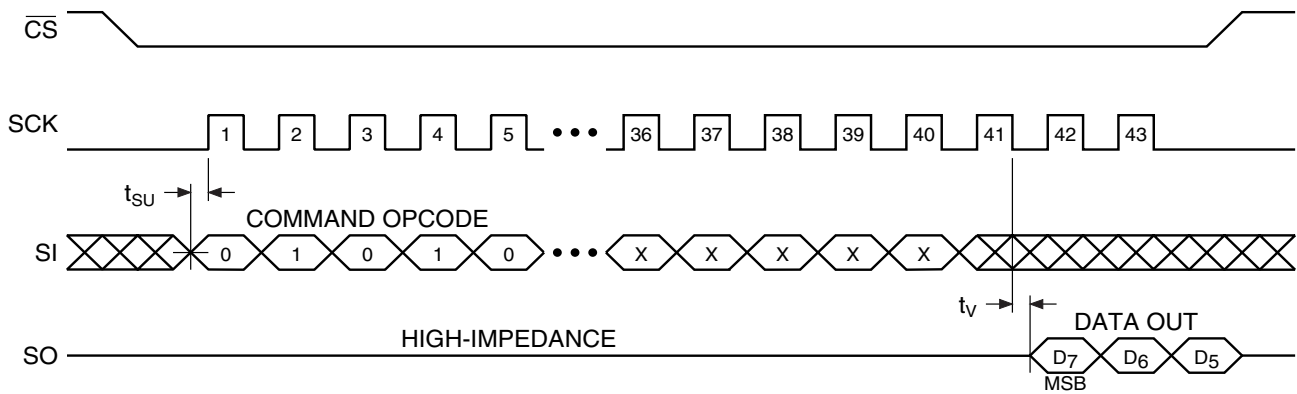 CS
SCK
1 2 3 4 5 ••• 36 37 38 39 40 41 42 43
tSU
COMMAND OPCODE
SI
0 1 0 1 0 ••• X X X X X
tV
HIGH-IMPEDANCE
DATA OUT
SO
D7 D6 D5
MSB